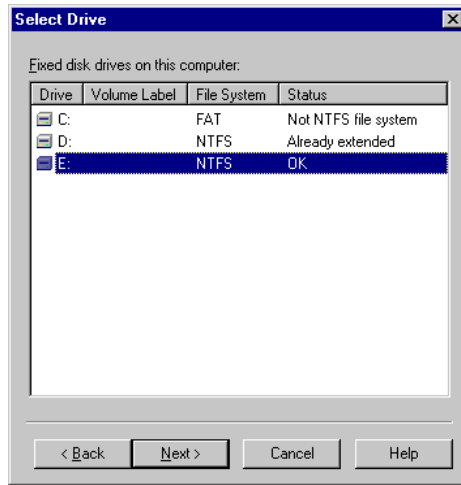 Select Drive
Fixed disk drives on this computer:
Drive Volume Label File System Status
C: FAT Not NTFS file system
D: NTFS Already extended
E: NTFS OK
< Back Next > Cancel Help